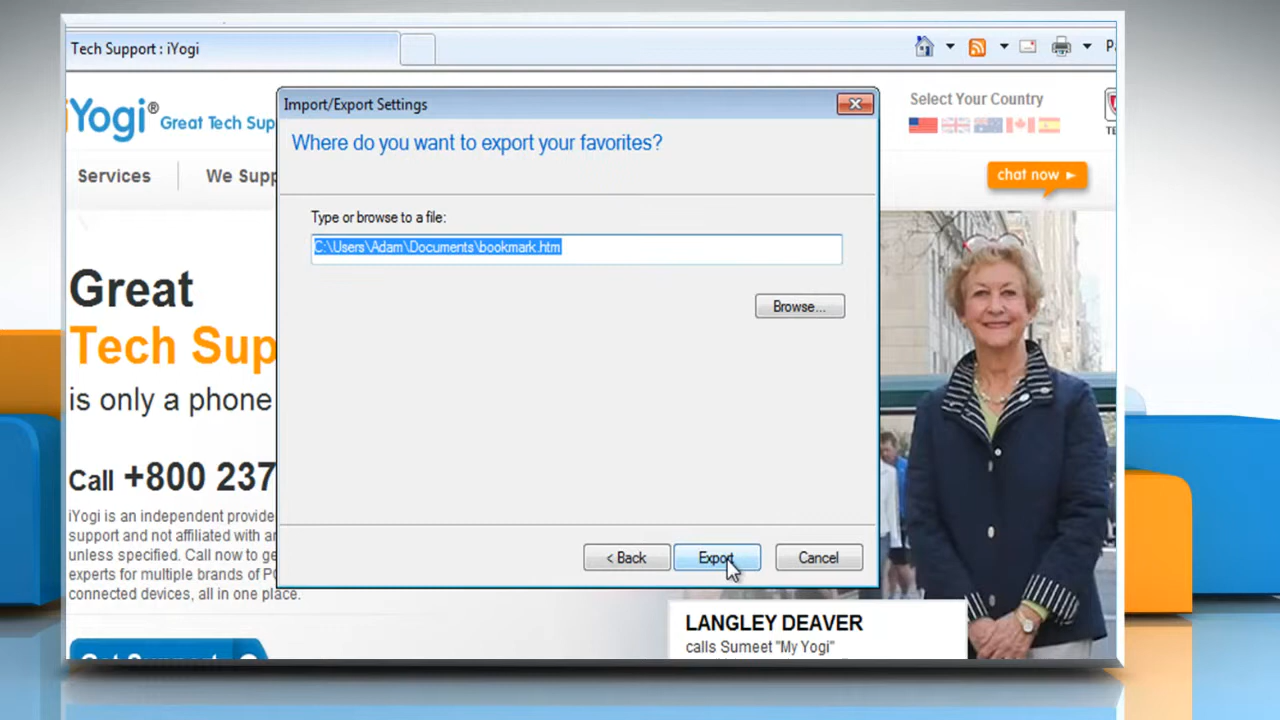 Tech Support : iYogi
Import/Export Settings
Where do you want to export your favorites?
Type or browse to a file:
C:\Users\Adam\Documents\bookmark.htm
Browse...
< Back
Export
Cancel
iYogi® Great Tech Sup
Select Your Country
Services
We Supp
chat now ►
Great
Tech Sup
is only a phone
Call +800 237
iYogi is an independent provide
support and not affiliated with an
unless specified. Call now to ge
experts for multiple brands of PC
connected devices, all in one place.
LANGLEY DEAVER
calls Sumeet "My Yogi"